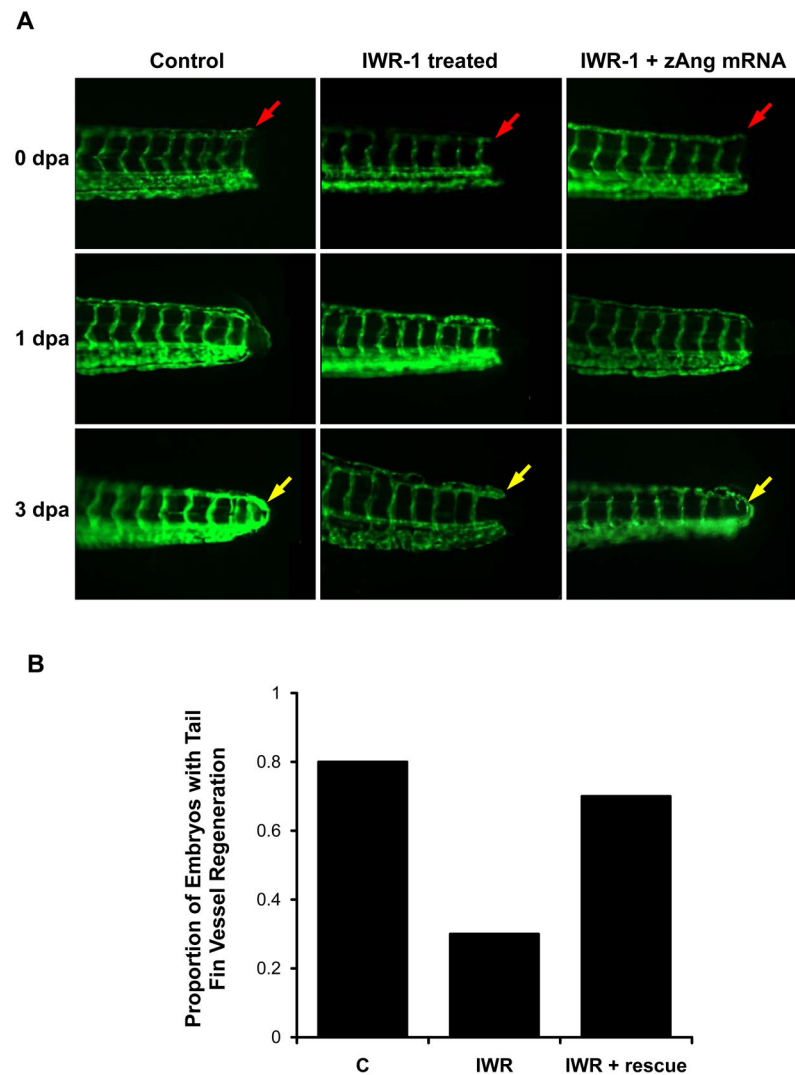 A
Control IWR-1 treated IWR-1 + zAng mRNA
0 dpa
1 dpa
3 dpa
B
Proportion of Embryos with Tail
Fin Vessel Regeneration
1
0.8
0.6
0.4
0.2
0
C IWR IWR + rescue